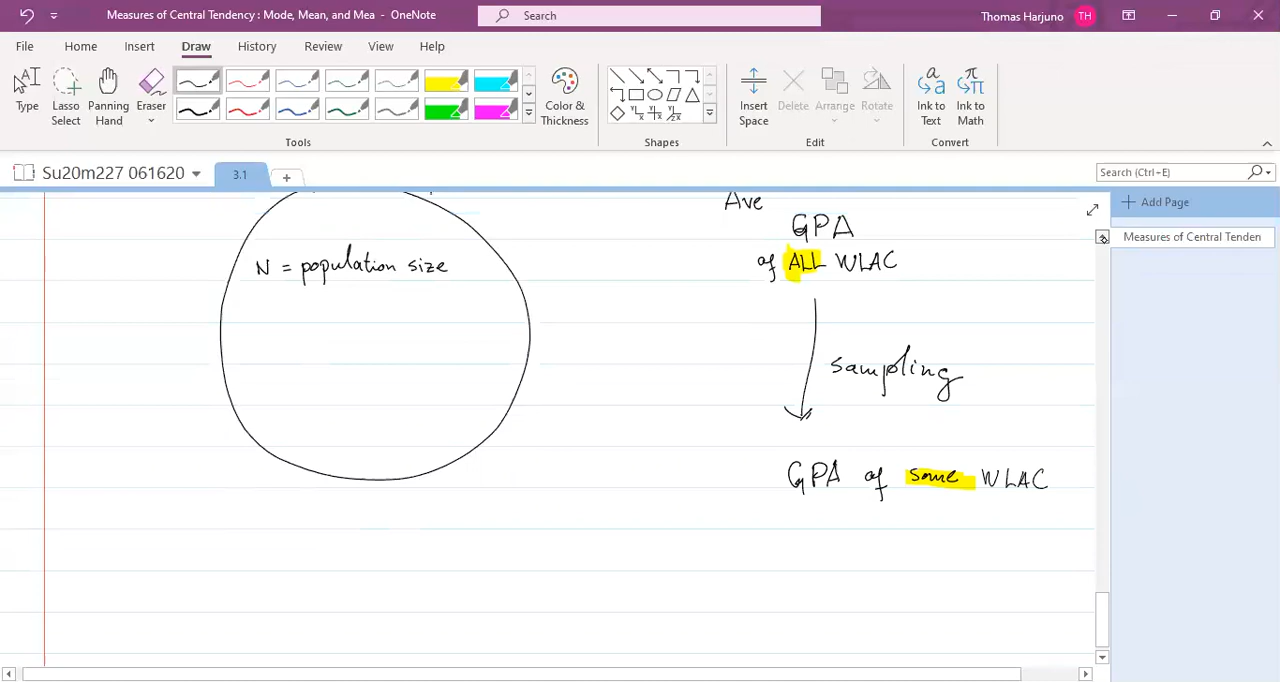 Measures of Central Tendency : Mode, Mean, and Mea - OneNote
Search
Thomas Harjuno
TH
File
Home
Insert
Draw
History
Review
View
Help
Type
Lasso Select
Panning Hand
Eraser
Color & Thickness
Insert Space
Delete
Arrange
Rotate
Ink to Text
Ink to Math
Tools
Shapes
Edit
Convert
Su20m227 061620
3.1
Search (Ctrl+E)
Add Page
Measures of Central Tenden
Ave
GPA
of ALL WLAC
N = population size
sampling
GPA of some WLAC